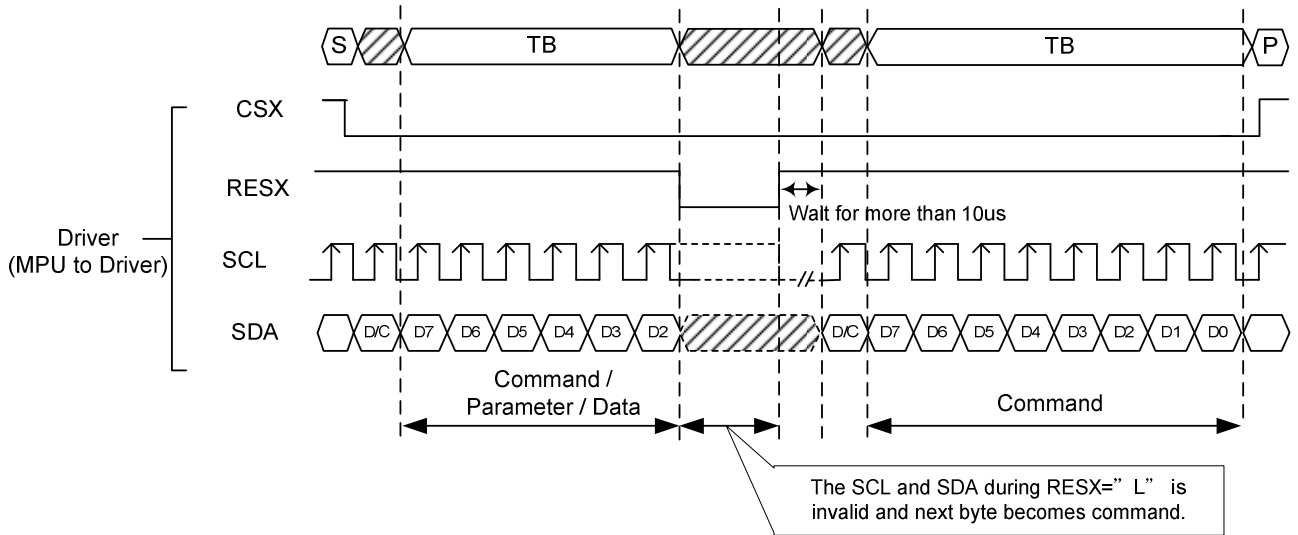 S TB TB P
CSX
RESX
Wait for more than 10us
Driver
(MPU to Driver)
SCL
SDA D/C D7 D6 D5 D4 D3 D2 D/C D7 D6 D5 D4 D3 D2 D1 D0
Command /
Parameter / Data
Command
The SCL and SDA during RESX=” L” is
invalid and next byte becomes command.